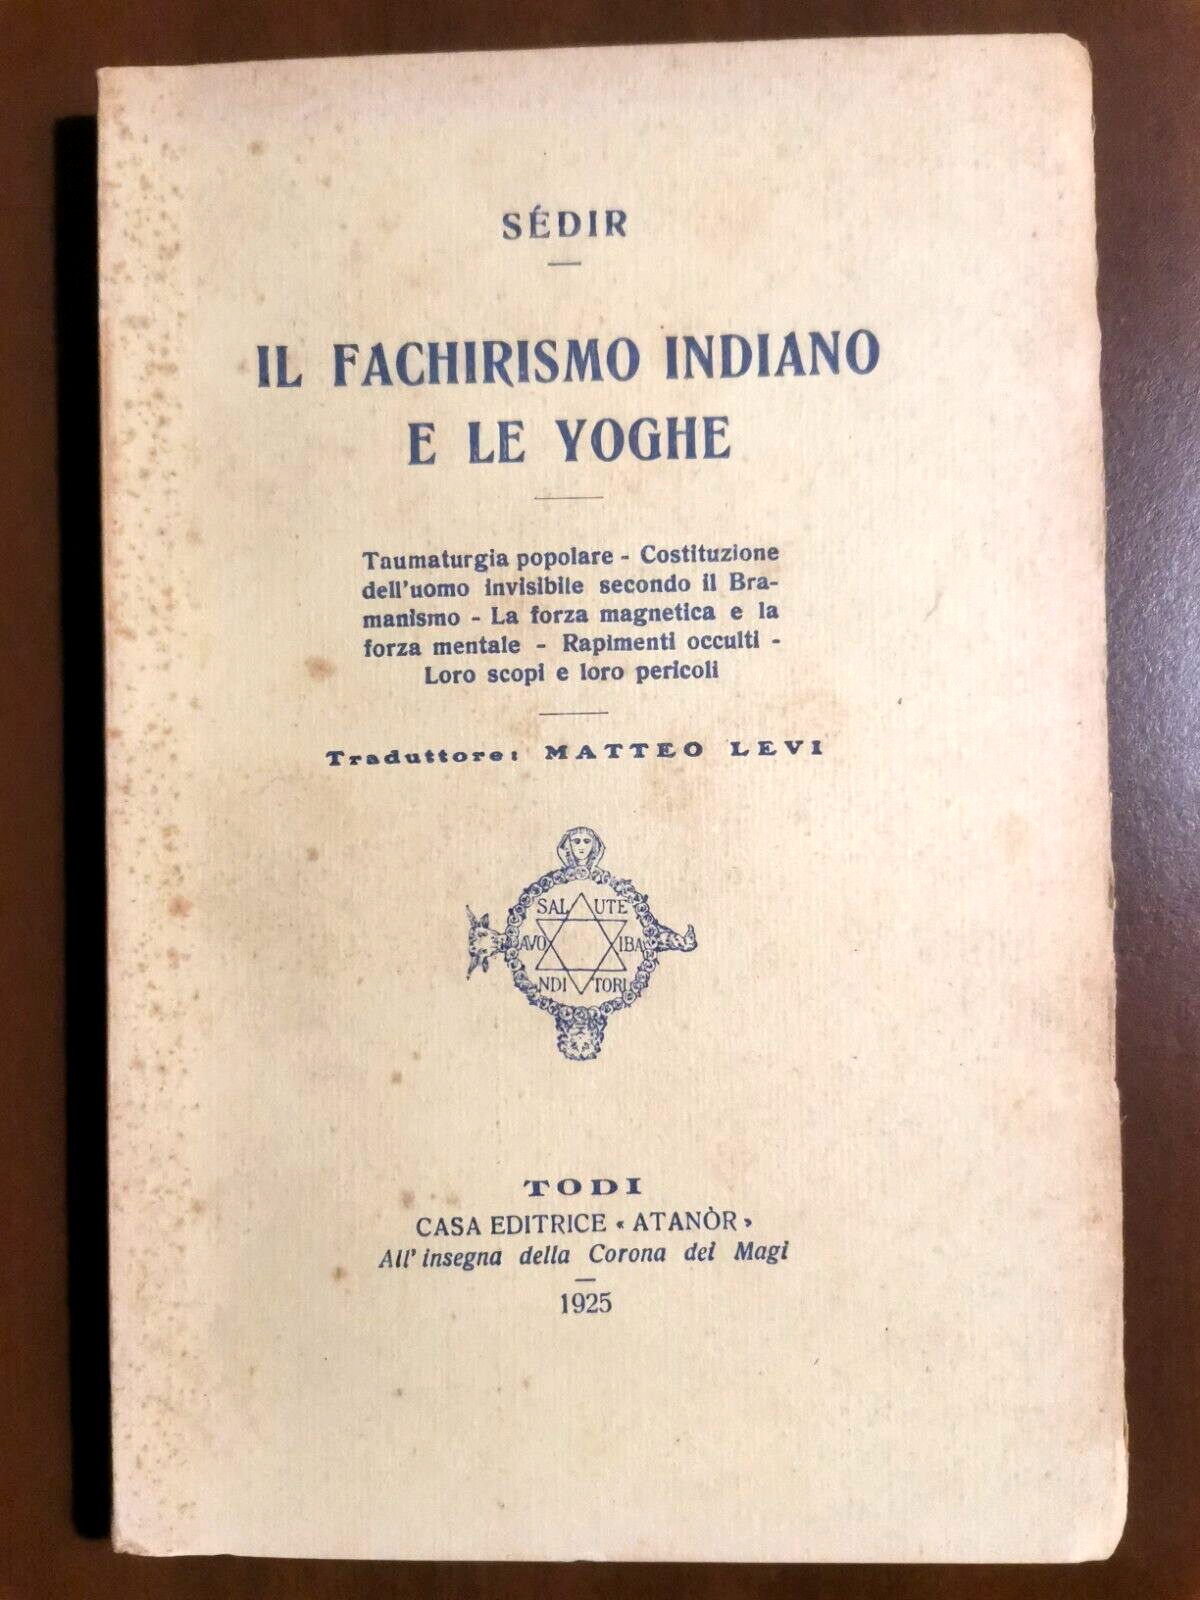 SÉDIR
IL FACHIRISMO INDIANO
E LE YOGHE
Taumaturgia popolare - Costituzione
dell'uomo invisibile secondo il Bra-
manismo - La forza magnetica e la
forza mentale - Rapimenti occulti -
Loro scopi e loro pericoli
Traduttore: MATTEO LEVI
SAL UTE
AVO IBA
NDI TORI
TODI
CASA EDITRICE « ATANÒR »
All' insegna della Corona dei Magi
1925